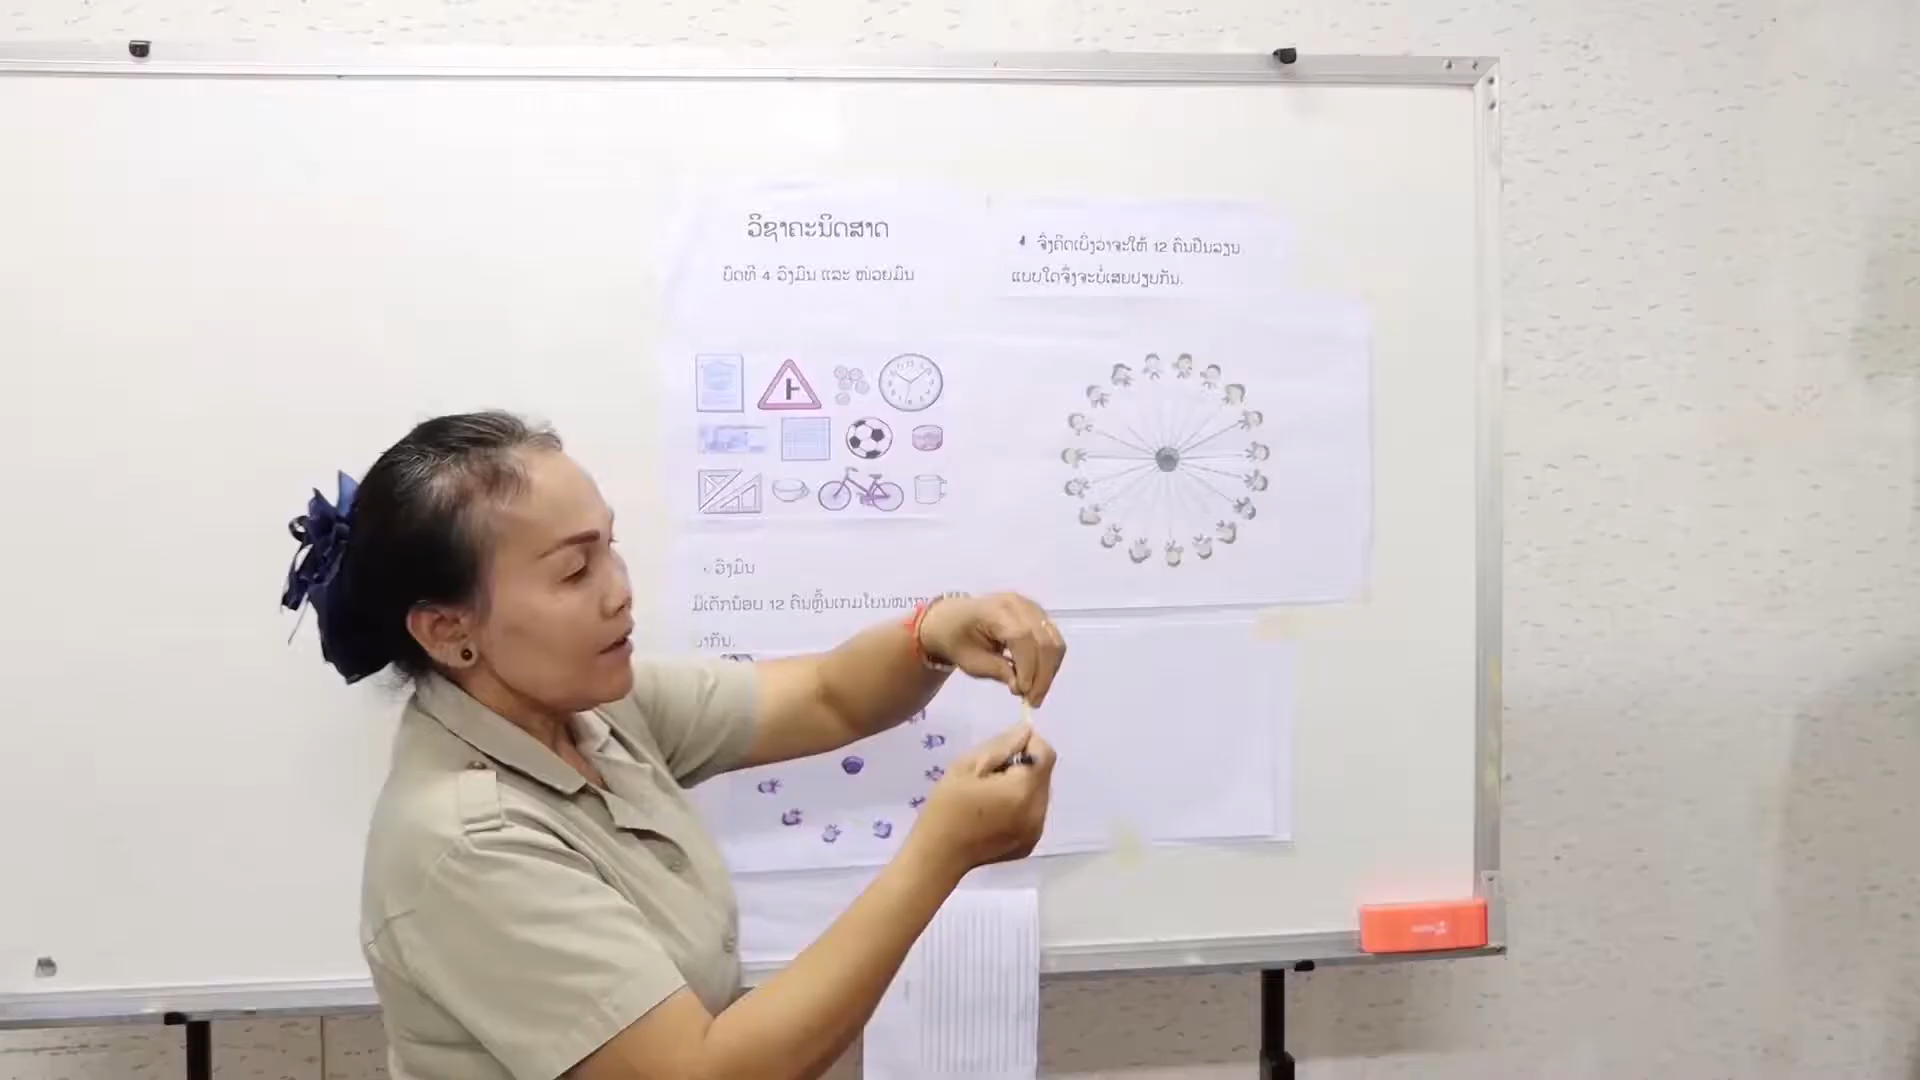 ວິຊາຄະນິດສາດ
ບົດທີ 4 ວົງມົນ ແລະ ໜ່ວຍມົນ
ວົງມົນ
ມີເດັກນ້ອຍ 12 ຄົນຫຼິ້ນເກມໂຍນໝາກ
ກັນ.
ຈົ່ງຄິດເບິ່ງວ່າຈະໃຫ້ 12 ຄົນຢືນລຽນ
ແບບໃດຈຶ່ງຈະບໍ່ເສຍປຽບກັນ.